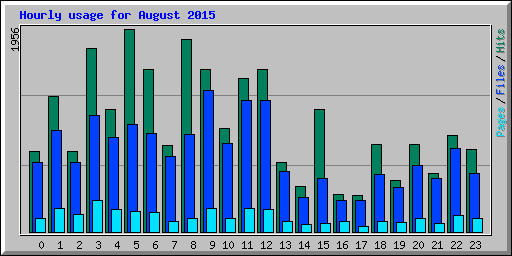 Hourly usage for August 2015
1956
Pages/Files/Hits
0 1 2 3 4 5 6 7 8 9 10 11 12 13 14 15 16 17 18 19 20 21 22 23